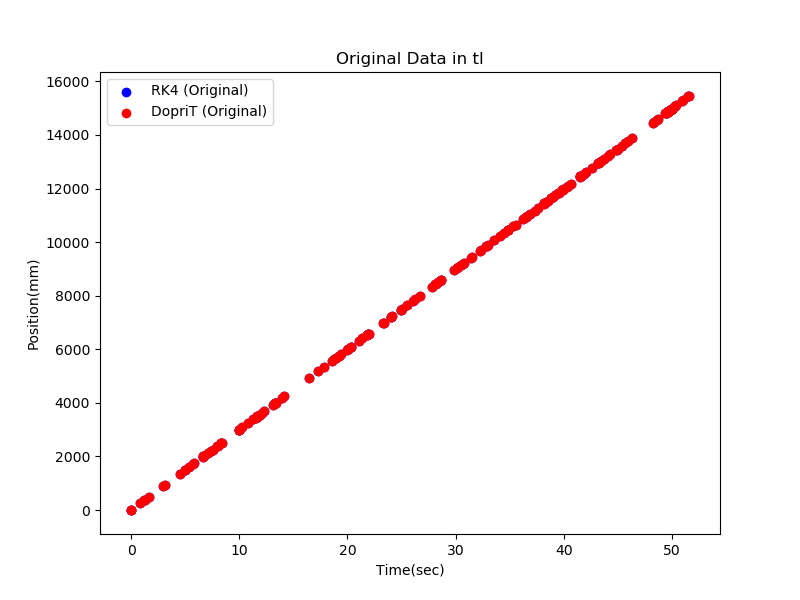 Original Data in tl
RK4 (Original)
DopriT (Original)
16000
14000
12000
10000
8000
6000
4000
2000
0
Position(mm)
0 10 20 30 40 50
Time(sec)